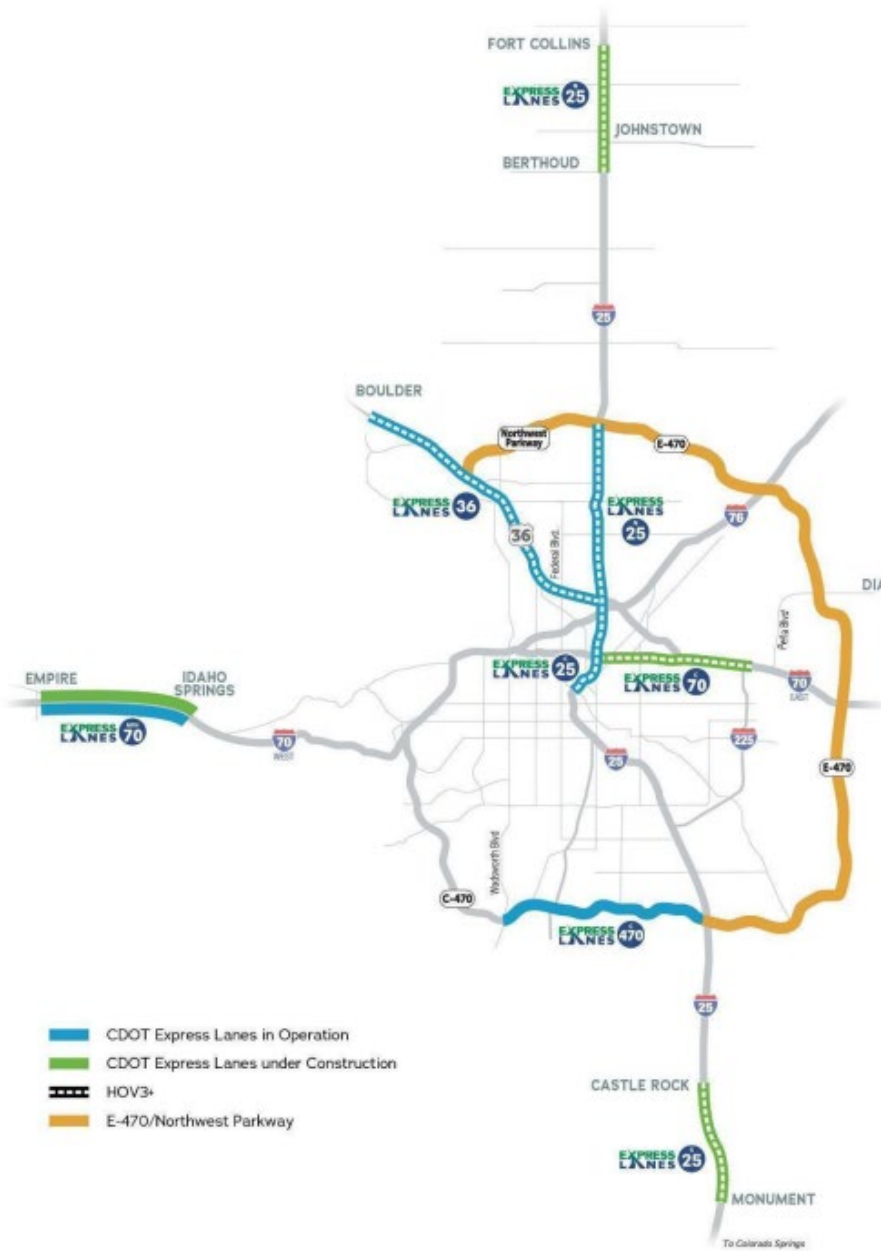 FORT COLLINS
EXPRESS
LANES
N
25
JOHNSTOWN
BERTHOUD
25
BOULDER
Northwest
Parkway
E-470
EXPRESS
LANES
36
EXPRESS
LANES
N
25
76
36
Federal Blvd.
DIA
Peña Blvd
EMPIRE
IDAHO
SPRINGS
EXPRESS
LANES
C
25
EXPRESS
LANES
C
70
70
EAST
EXPRESS
LANES
MTN
70
70
WEST
225
25
E-470
Wadsworth Blvd
C-470
EXPRESS
LANES
C
470
25
CDOT Express Lanes in Operation
CDOT Express Lanes under Construction
HOV3+
E-470/Northwest Parkway
CASTLE ROCK
EXPRESS
LANES
S
25
MONUMENT
To Colorado Springs